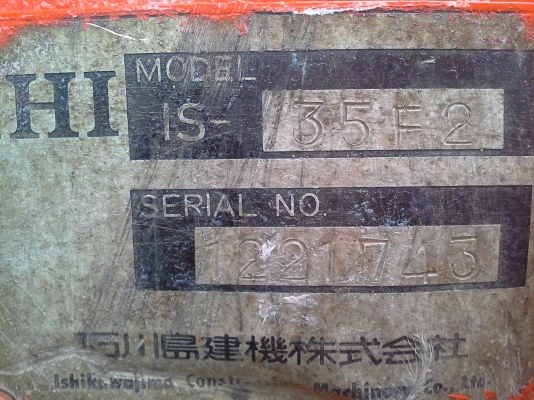 HI
MODEL
IS- 35F2
SERIAL NO.
1221743
石川島建機株式会社
Ishikawajima Construction Machinery Co., Ltd.